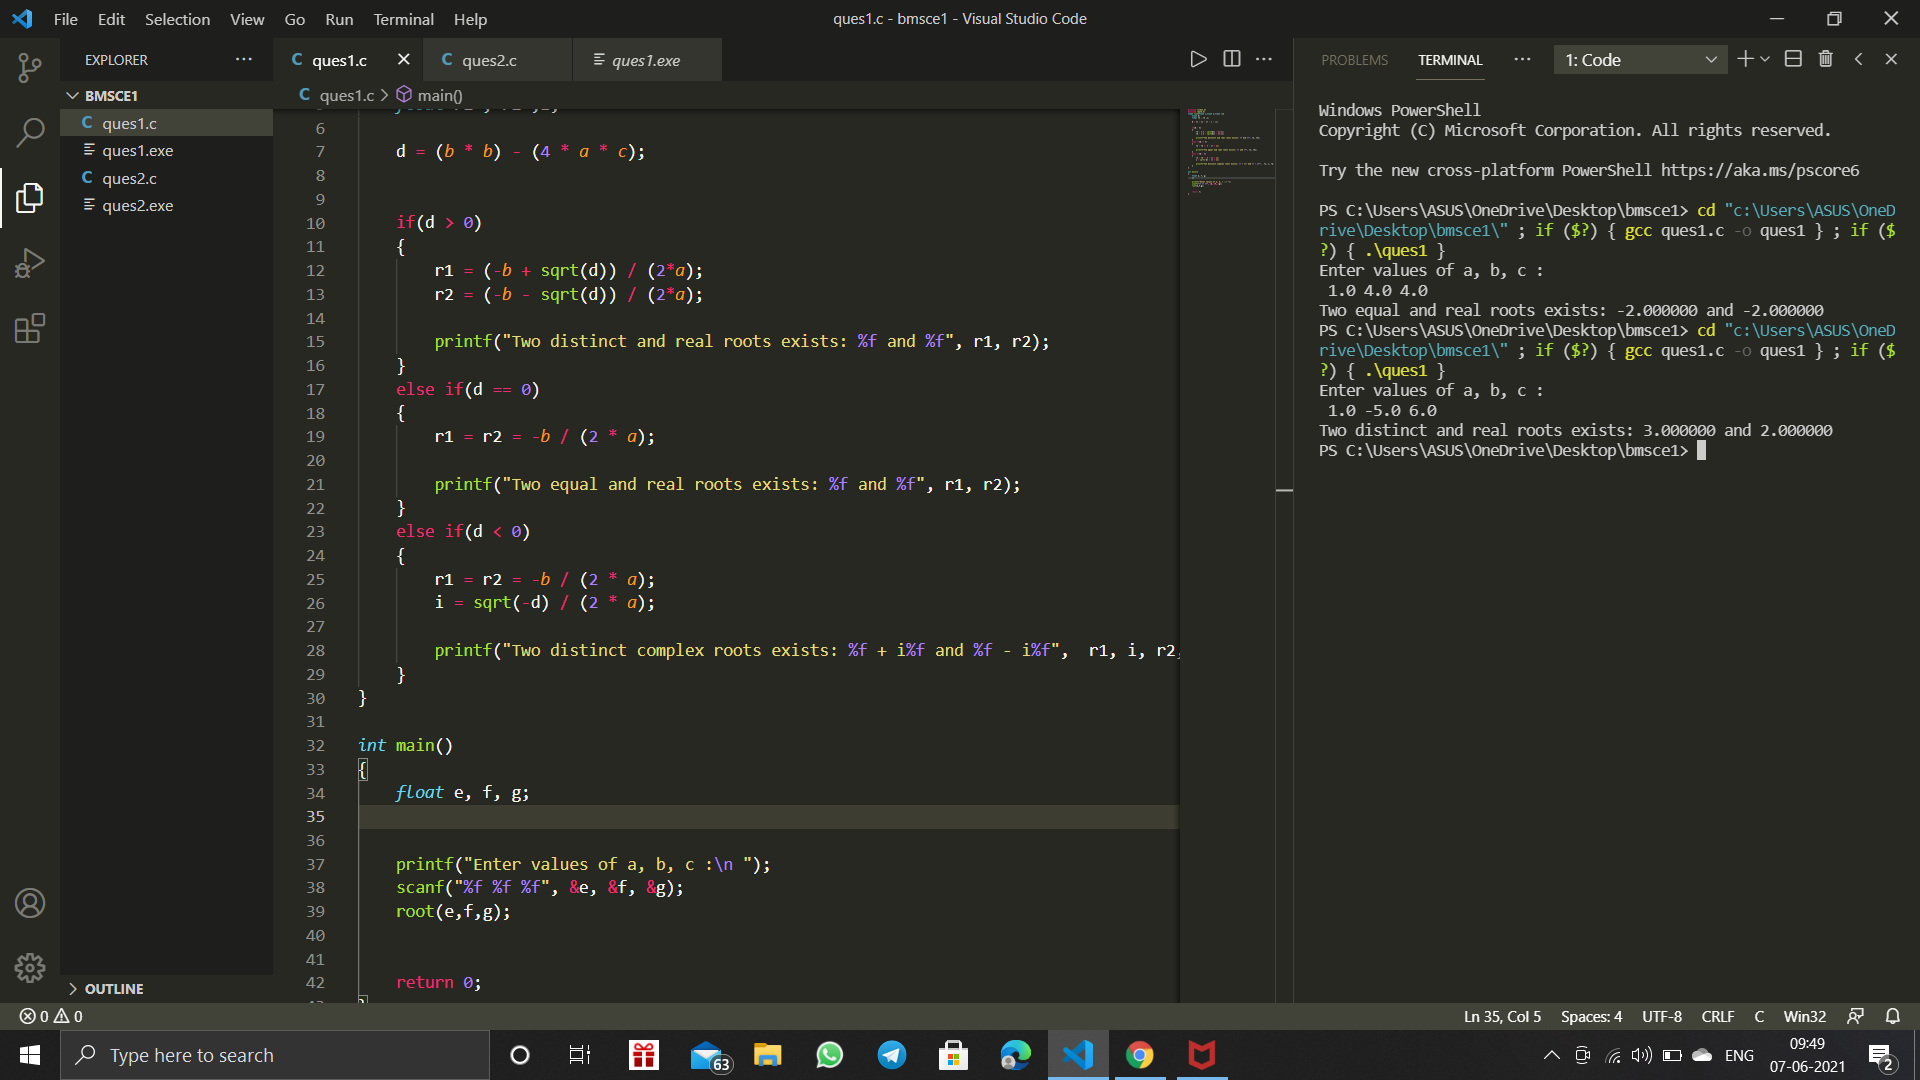 File Edit Selection View Go Run Terminal Help
ques1.c - bmsce1 - Visual Studio Code
EXPLORER
BMSCE1
ques1.c
ques1.exe
ques2.c
ques2.exe
OUTLINE
ques1.c ques2.c ques1.exe
ques1.c > main()
6
7 d = (b * b) - (4 * a * c);
8
9
10 if(d > 0)
11 {
12 r1 = (-b + sqrt(d)) / (2*a);
13 r2 = (-b - sqrt(d)) / (2*a);
14
15 printf("Two distinct and real roots exists: %f and %f", r1, r2);
16 }
17 else if(d == 0)
18 {
19 r1 = r2 = -b / (2 * a);
20
21 printf("Two equal and real roots exists: %f and %f", r1, r2);
22 }
23 else if(d < 0)
24 {
25 r1 = r2 = -b / (2 * a);
26 i = sqrt(-d) / (2 * a);
27
28 printf("Two distinct complex roots exists: %f + i%f and %f - i%f",  r1, i, r2,
29 }
30 }
31
32 int main()
33 {
34 float e, f, g;
35
36
37 printf("Enter values of a, b, c :\n ");
38 scanf("%f %f %f", &e, &f, &g);
39 root(e,f,g);
40
41
42 return 0;
PROBLEMS TERMINAL 1: Code
Windows PowerShell
Copyright (C) Microsoft Corporation. All rights reserved.
Try the new cross-platform PowerShell https://aka.ms/pscore6
PS C:\Users\ASUS\OneDrive\Desktop\bmsce1> cd "c:\Users\ASUS\OneD
rive\Desktop\bmsce1\" ; if ($?) { gcc ques1.c -o ques1 } ; if ($
?) { .\ques1 }
Enter values of a, b, c :
1.0 4.0 4.0
Two equal and real roots exists: -2.000000 and -2.000000
PS C:\Users\ASUS\OneDrive\Desktop\bmsce1> cd "c:\Users\ASUS\OneD
rive\Desktop\bmsce1\" ; if ($?) { gcc ques1.c -o ques1 } ; if ($
?) { .\ques1 }
Enter values of a, b, c :
1.0 -5.0 6.0
Two distinct and real roots exists: 3.000000 and 2.000000
PS C:\Users\ASUS\OneDrive\Desktop\bmsce1>
0 0
Ln 35, Col 5 Spaces: 4 UTF-8 CRLF C Win32
Type here to search
63
ENG
09:49
07-06-2021
2